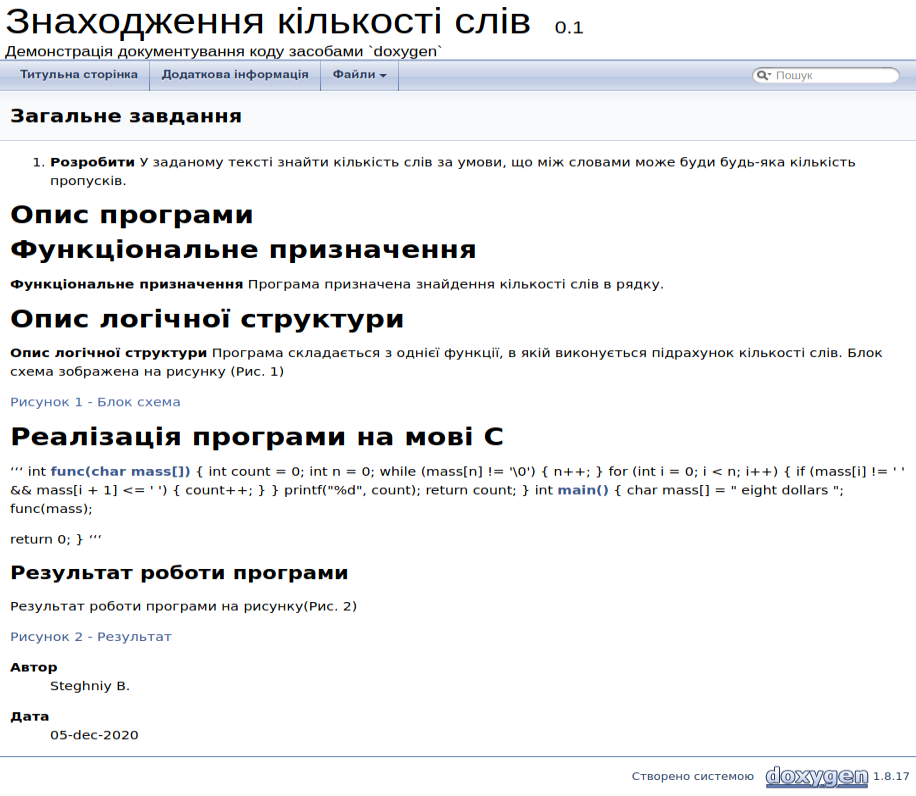 Знаходження кількості слів 0.1
Демонстрація документування коду засобами `doxygen`
Титульна сторінка Додаткова інформація Файли Пошук
Загальне завдання
1. Розробити У заданому тексті знайти кількість слів за умови, що між словами може буди будь-яка кількість
пропусків.
Опис програми
Функціональне призначення
Функціональне призначення Програма призначена знайдення кількості слів в рядку.
Опис логічної структури
Опис логічної структури Програма складається з однієї функції, в якій виконується підрахунок кількості слів. Блок
схема зображена на рисунку (Рис. 1)
Рисунок 1 - Блок схема
Реалізація програми на мові С
‘‘‘ int func(char mass[]) { int count = 0; int n = 0; while (mass[n] != '\0') { n++; } for (int i = 0; i < n; i++) { if (mass[i] != ' '
&& mass[i + 1] <= ' ') { count++; } } printf("%d", count); return count; } int main() { char mass[] = " eight dollars ";
func(mass);
return 0; } ‘‘‘
Результат роботи програми
Результат роботи програми на рисунку(Рис. 2)
Рисунок 2 - Результат
Автор
Steghniy B.
Дата
05-dec-2020
Створено системою doxygen 1.8.17